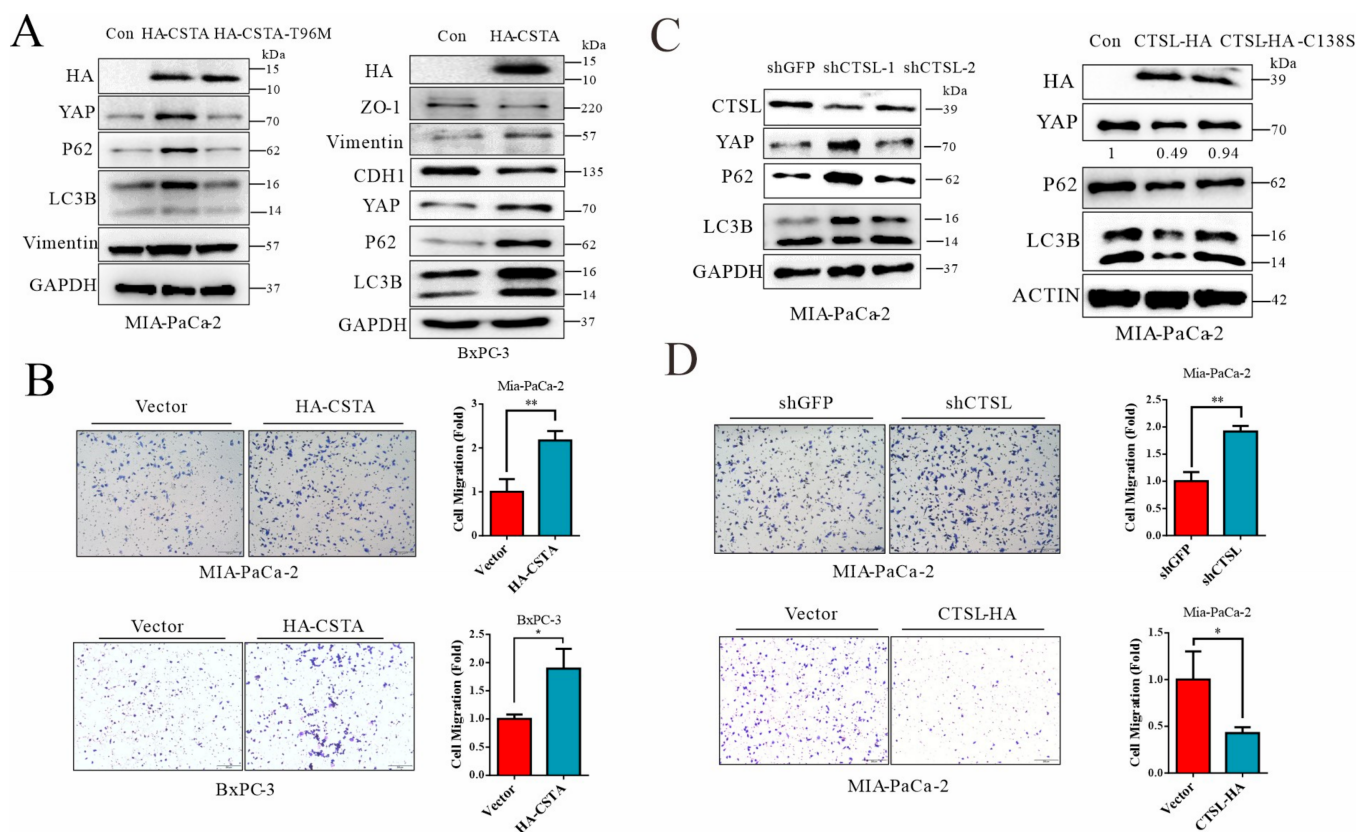 A
Con HA-CSTA HA-CSTA-T96M
kDa
HA
15
10
YAP
70
P62
62
LC3B
16
14
Vimentin
57
GAPDH
37
MIA-PaCa-2
Con HA-CSTA
kDa
HA
15
10
ZO-1
220
Vimentin
57
CDH1
135
YAP
70
P62
62
LC3B
16
14
GAPDH
37
BxPC-3
B
Vector HA-CSTA
MIA-PaCa-2
Mia-PaCa-2
**
Cell Migration (Fold)
3
2
1
0
Vector
HA-CSTA
Vector HA-CSTA
BxPC-3
BxPC-3
*
Cell Migration (Fold)
2.5
2.0
1.5
1.0
0.5
0.0
Vector
HA-CSTA
C
shGFP shCTSL-1 shCTSL-2
kDa
CTSL
39
YAP
70
P62
62
LC3B
16
14
GAPDH
37
MIA-PaCa-2
Con CTSL-HA CTSL-HA-C138S
kDa
HA
39
YAP
70
1 0.49 0.94
P62
62
LC3B
16
14
ACTIN
42
MIA-PaCa-2
D
shGFP shCTSL
MIA-PaCa-2
Mia-PaCa-2
**
Cell Migration (Fold)
2.5
2.0
1.5
1.0
0.5
0.0
shGFP
shCTSL
Vector CTSL-HA
MIA-PaCa-2
Mia-PaCa-2
*
Cell Migration (Fold)
1.5
1.0
0.5
0.0
Vector
CTSL-HA